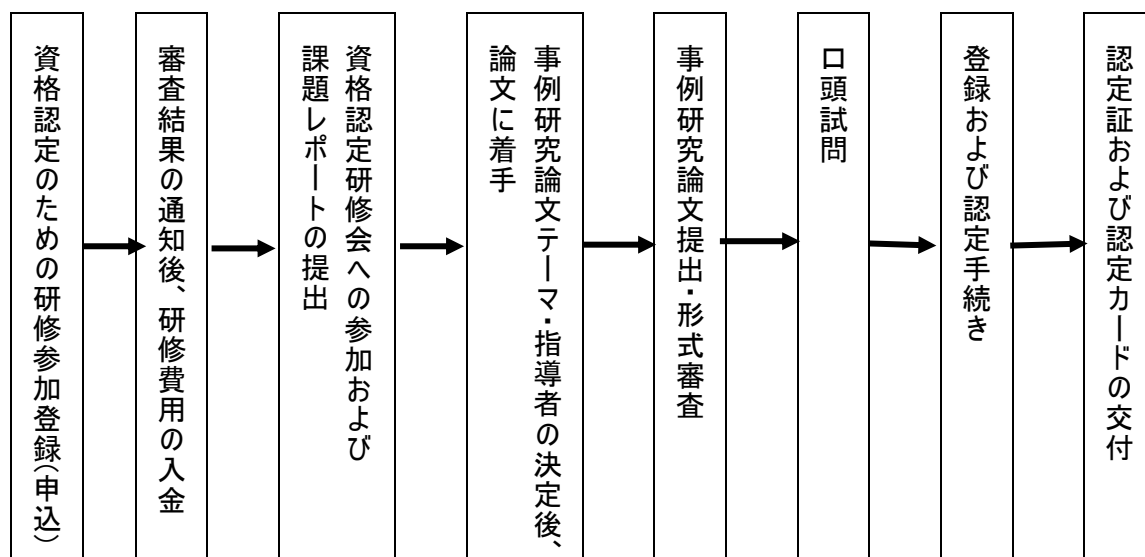 資格認定のための研修参加登録(申込)
審査結果の通知後、研修費用の入金
資格認定研修会への参加および
課題レポートの提出
事例研究論文テーマ・指導者の決定後、
論文に着手
事例研究論文提出・形式審査
口頭試問
登録および認定手続き
認定証および認定カードの交付